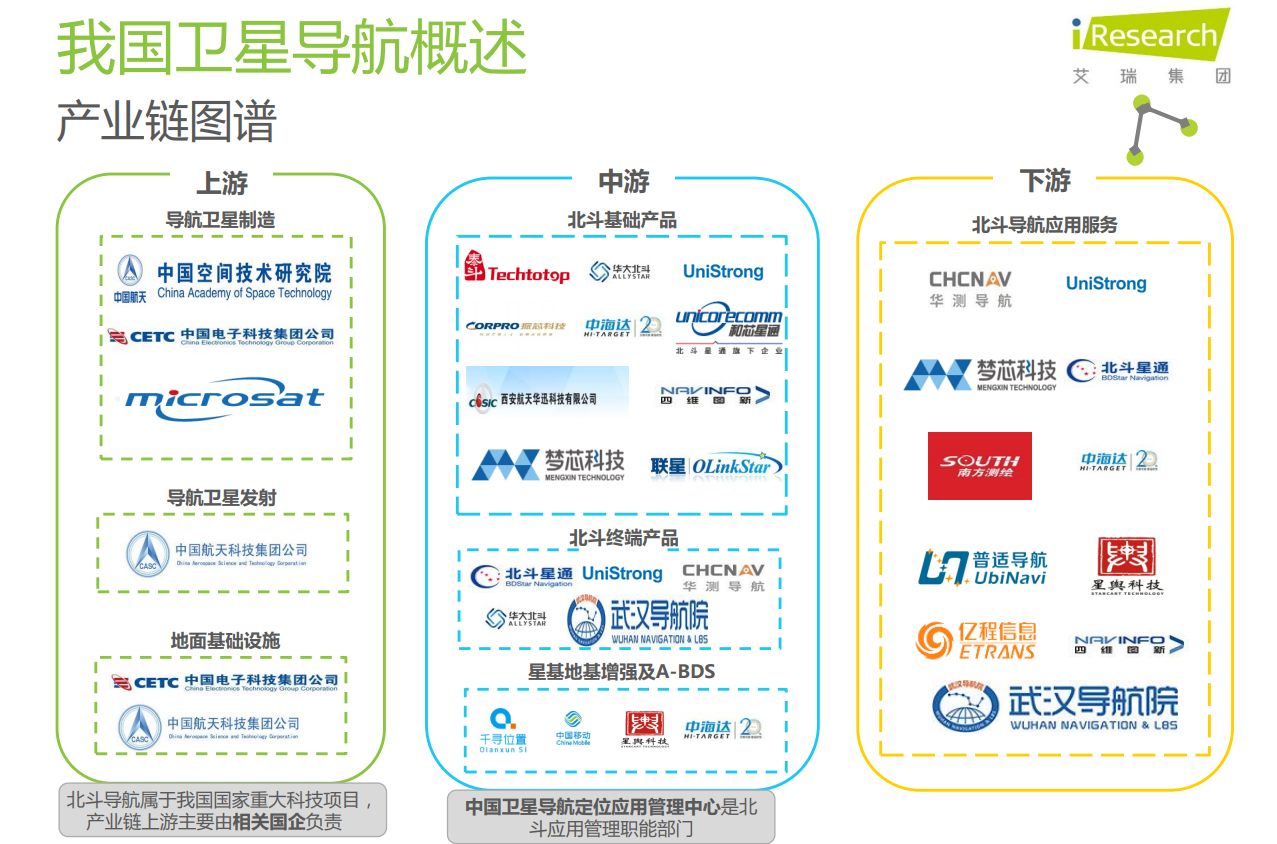 我国卫星导航概述
iResearch
艾瑞集团
产业链图谱
上游
导航卫星制造
CASC
中国航天
中国空间技术研究院
China Academy of Space Technology
CETC 中国电子科技集团公司
China Electronics Technology Group Corporation
microsat
导航卫星发射
CASC
中国航天科技集团公司
China Aerospace Science and Technology Corporation
地面基础设施
CETC 中国电子科技集团公司
China Electronics Technology Group Corporation
CASC
中国航天科技集团公司
China Aerospace Science and Technology Corporation
北斗导航属于我国国家重大科技项目，
产业链上游主要由相关国企负责
中游
北斗基础产品
泰斗 Techtotop
华大北斗
ALLYSTAR
UniStrong
CORPRO 振芯科技
中海达
HI-TARGET
20
unicorecomm
和芯星通
北斗星通旗下企业
CASIC 西安航天华迅科技有限公司
NAVINFO
四维图新
梦芯科技
MENGXIN TECHNOLOGY
联星 OLinkStar
北斗终端产品
北斗星通
BDStar Navigation
UniStrong
CHCNAV
华测导航
华大北斗
ALLYSTAR
武汉导航院
WUHAN NAVIGATION & LBS
星基地基增强及A-BDS
千寻位置
Qianxun SI
中国移动
China Mobile
星舆科技
STARCART TECHNOLOGY
中海达
HI-TARGET
20
中国卫星导航定位应用管理中心是北
斗应用管理职能部门
下游
北斗导航应用服务
CHCNAV
华测导航
UniStrong
梦芯科技
MENGXIN TECHNOLOGY
北斗星通
BDStar Navigation
SOUTH
南方测绘
中海达
HI-TARGET
20
普适导航
UbiNavi
星舆科技
STARCART TECHNOLOGY
亿程信息
ETRANS
NAVINFO
四维图新
武汉导航院
WUHAN NAVIGATION & LBS